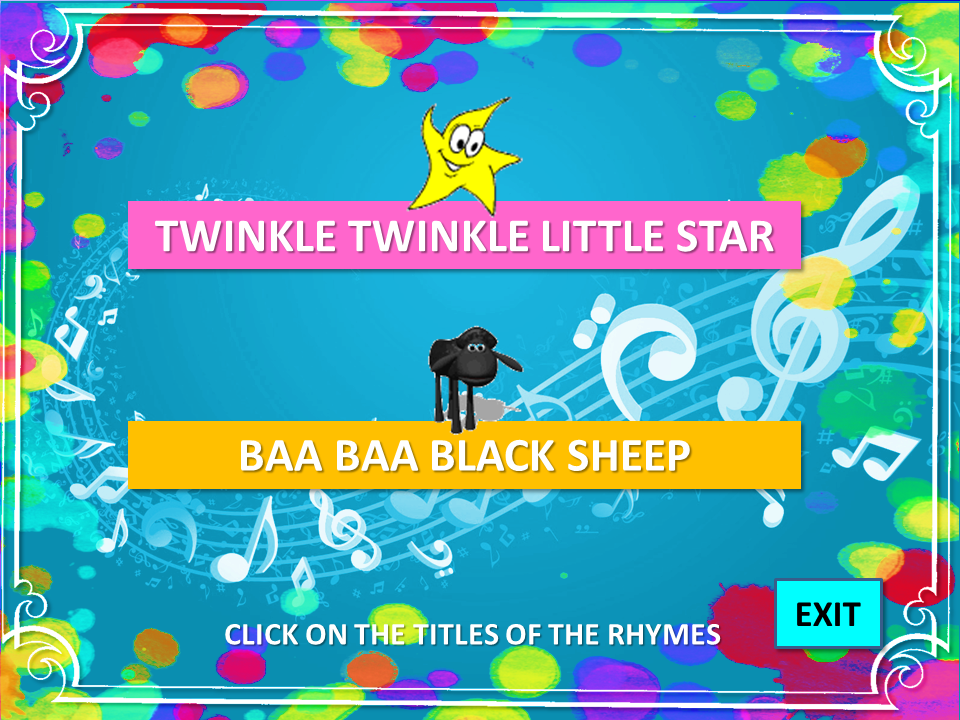 TWINKLE TWINKLE LITTLE STAR
BAA BAA BLACK SHEEP
EXIT
CLICK ON THE TITLES OF THE RHYMES